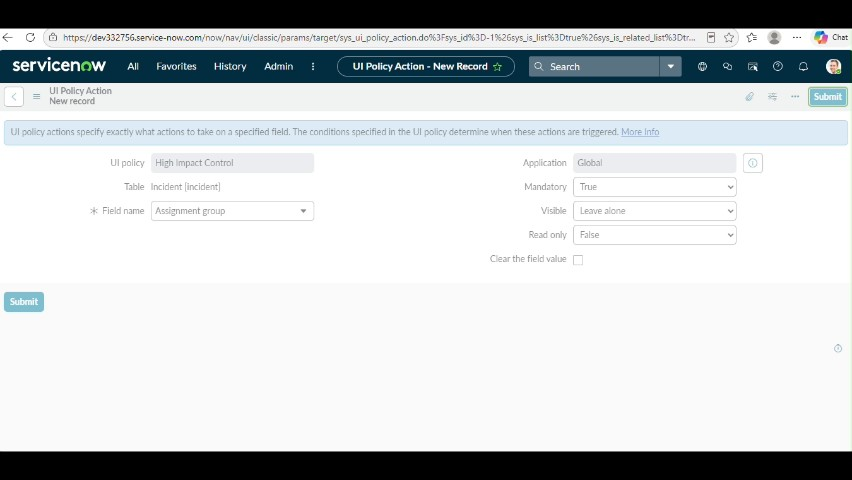 https://dev332756.service-now.com/now/nav/ui/classic/params/target/sys_ui_policy_action.do%3Fsys_id%3D-1%26sys_is_list%3Dtrue%26sys_is_related_list%3Dtr...
Chat
servicenow All Favorites History Admin UI Policy Action - New Record Search
UI Policy Action
New record
Submit
UI policy actions specify exactly what actions to take on a specified field. The conditions specified in the UI policy determine when these actions are triggered. More Info
UI policy High Impact Control Application Global
Table Incident [incident] Mandatory True
Field name Assignment group Visible Leave alone
Read only False
Clear the field value
Submit